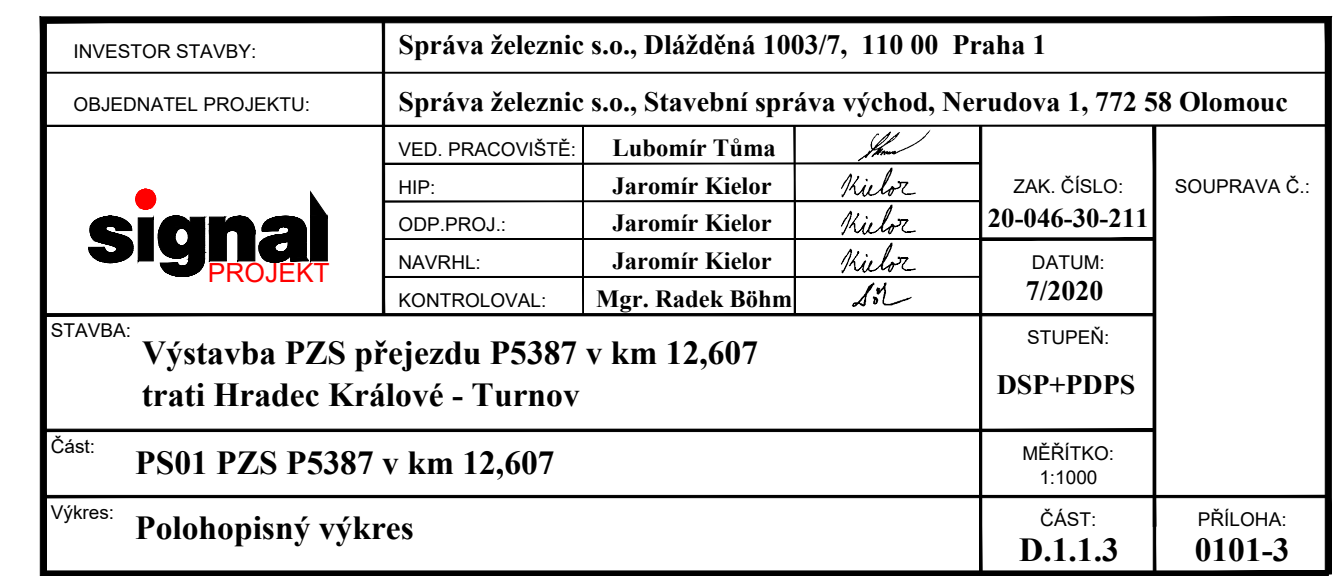 INVESTOR STAVBY: Správa železnic s.o., Dlážděná 1003/7, 110 00 Praha 1
OBJEDNATEL PROJEKTU: Správa železnic s.o., Stavební správa východ, Nerudova 1, 772 58 Olomouc
signal
PROJEKT
VED. PRACOVIŠTĚ: Lubomír Tůma
HIP: Jaromír Kielor Kielor
ODP.PROJ.: Jaromír Kielor Kielor
NAVRHL: Jaromír Kielor Kielor
KONTROLOVAL: Mgr. Radek Böhm
ZAK. ČÍSLO:
20-046-30-211
DATUM:
7/2020
SOUPRAVA Č.:
STAVBA:
Výstavba PZS přejezdu P5387 v km 12,607
trati Hradec Králové - Turnov
STUPEŇ:
DSP+PDPS
Část:
PS01 PZS P5387 v km 12,607
MĚŘÍTKO:
1:1000
Výkres:
Polohopisný výkres
ČÁST:
D.1.1.3
PŘÍLOHA:
0101-3